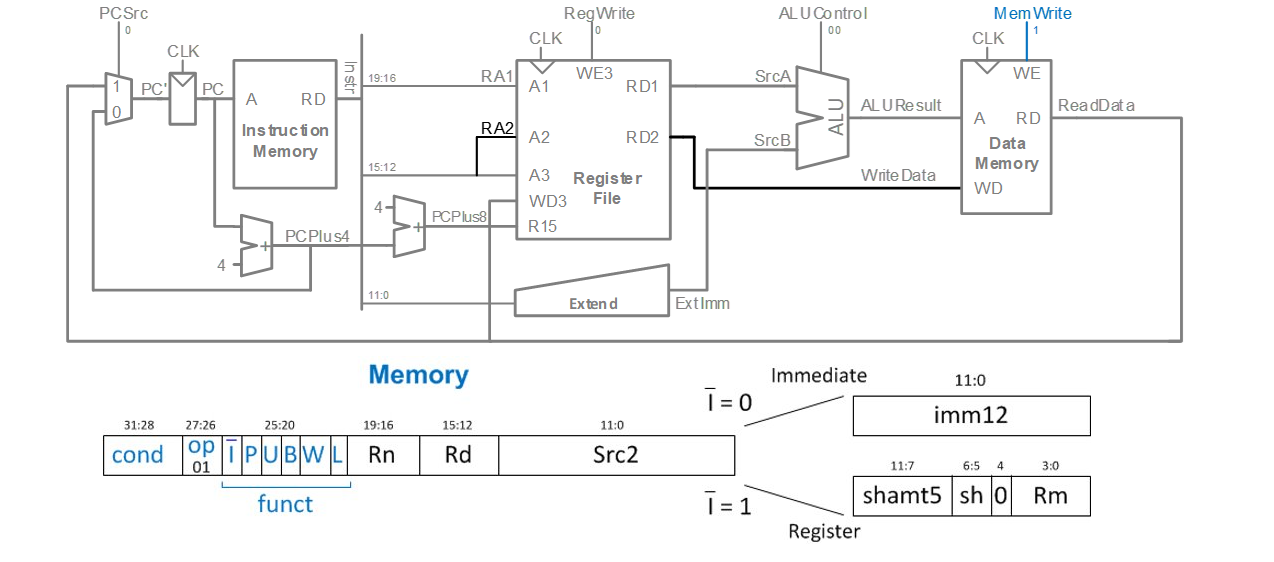 PCSrc
0
RegWrite
0
ALUControl
00
MemWrite
1
CLK
CLK
CLK
1
0
PC'
PC
A
RD
Instruction
Memory
Instr
19:16
RA1
A1
WE3
RD1
SrcA
RA2
A2
RD2
SrcB
ALU
ALUResult
WE
A
RD
Data
Memory
WD
ReadData
15:12
A3
Register
File
WD3
R15
WriteData
4
+
PCPlus8
4
+
PCPlus4
11:0
Extend
ExtImm
Memory
31:28
27:26
25:20
19:16
15:12
11:0
cond
op
01
I
P
U
B
W
L
Rn
Rd
Src2
funct
I = 0
Immediate
11:0
imm12
I = 1
Register
11:7
6:5
4
3:0
shamt5
sh
0
Rm